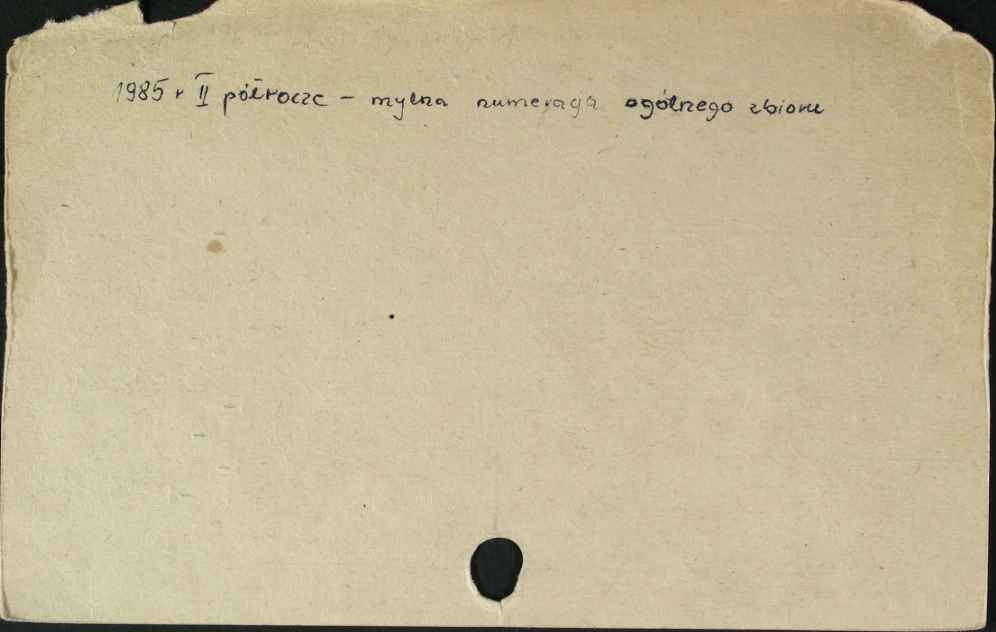 1985 r II półrocze - mylna numeracja ogólnego zbioru